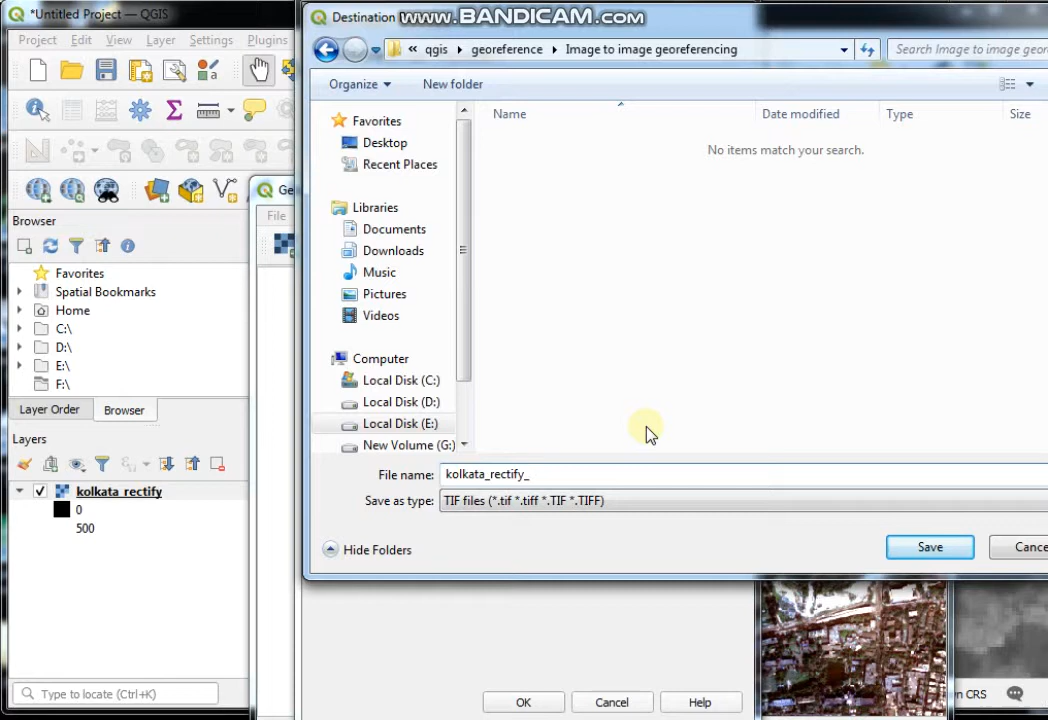 *Untitled Project — QGIS
Project Edit View Layer Settings Plugins
Destination
www.BANDICAM.com
« qgis georeference Image to image georeferencing
Search Image to image geor
Organize New folder
Favorites
Desktop
Recent Places
Libraries
Documents
Downloads
Music
Pictures
Videos
Computer
Local Disk (C:)
Local Disk (D:)
Local Disk (E:)
New Volume (G:)
Name Date modified Type Size
No items match your search.
File name: kolkata_rectify_
Save as type: TIF files (*.tif *.tiff *.TIF *.TIFF)
Hide Folders
Save
Cance
Ge
File
Browser
Favorites
Spatial Bookmarks
Home
C:\
D:\
E:\
F:\
Layer Order Browser
Layers
kolkata_rectify
0
500
Type to locate (Ctrl+K)
OK Cancel Help
n CRS